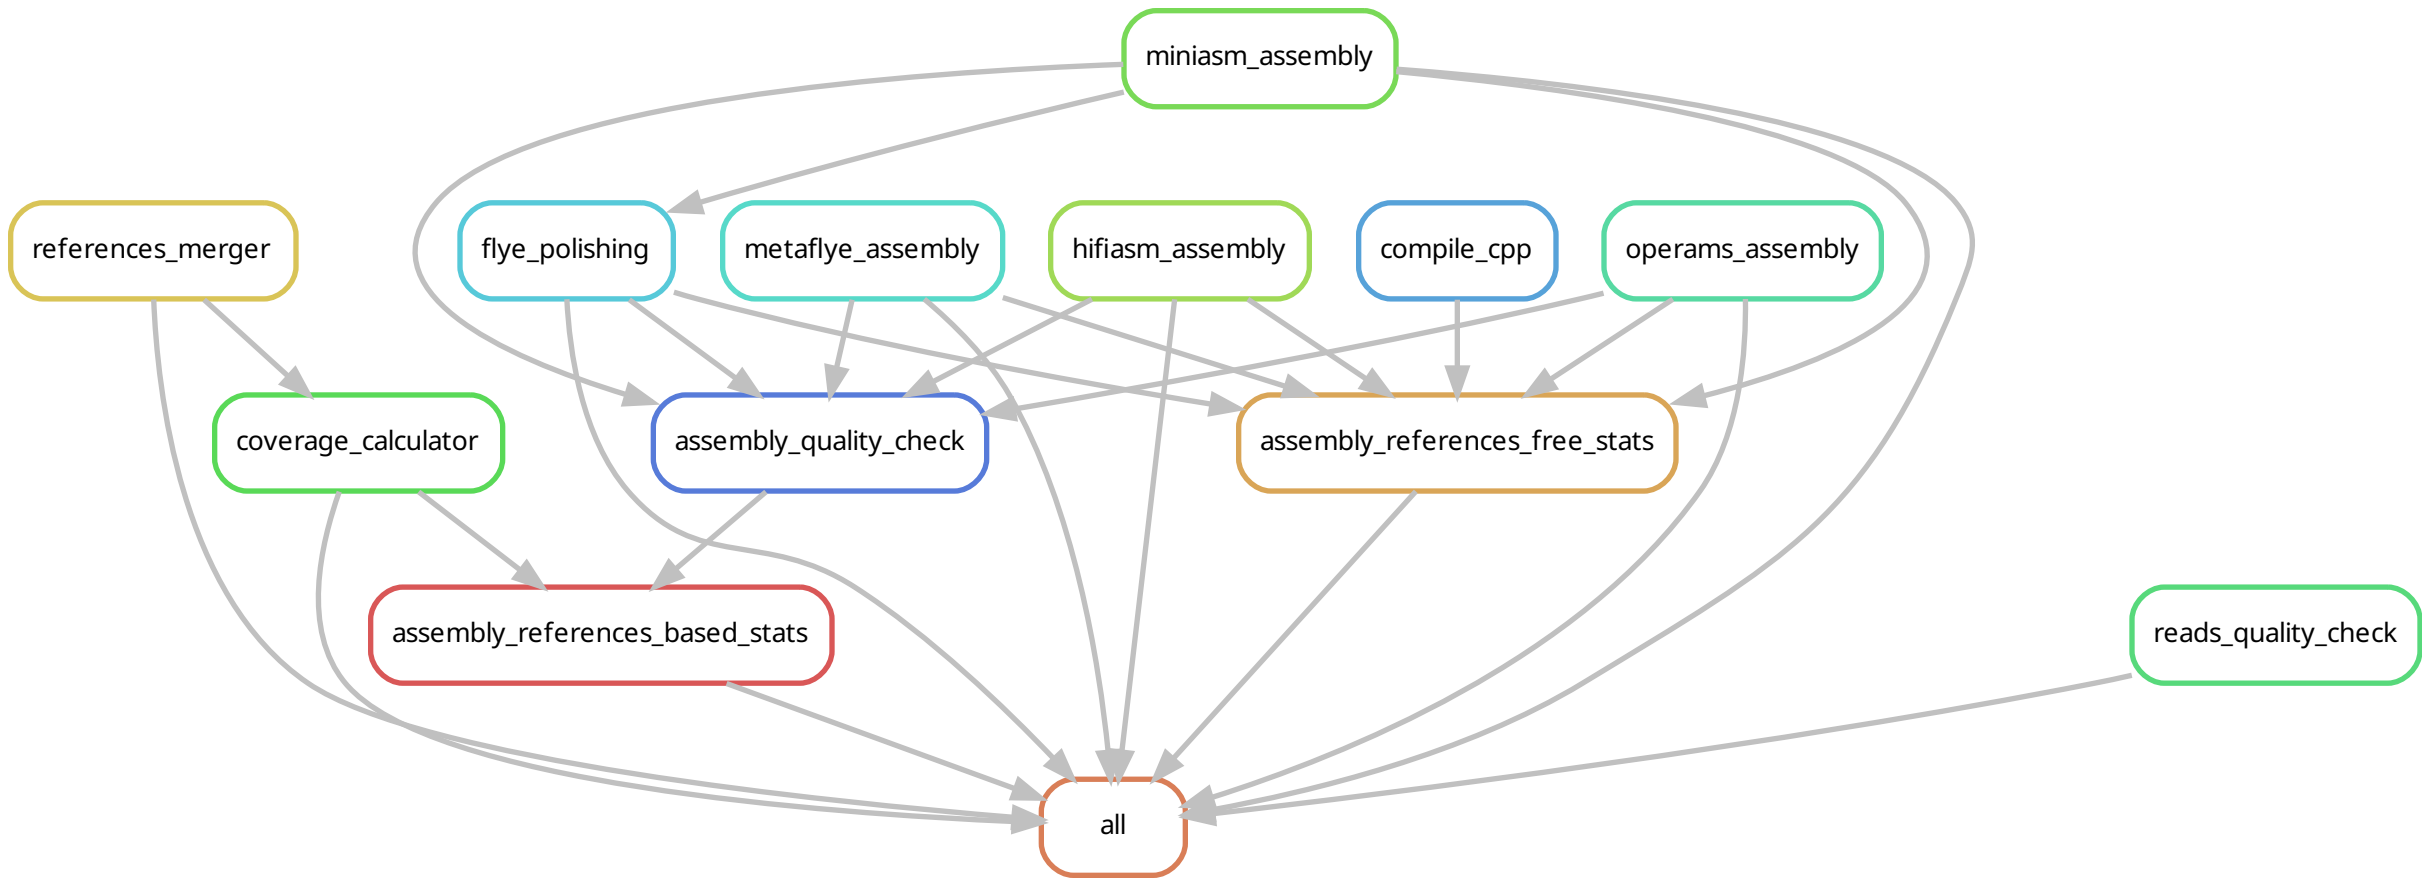 miniasm_assembly
references_merger
flye_polishing
metaflye_assembly
hifiasm_assembly
compile_cpp
operams_assembly
coverage_calculator
assembly_quality_check
assembly_references_free_stats
assembly_references_based_stats
reads_quality_check
all